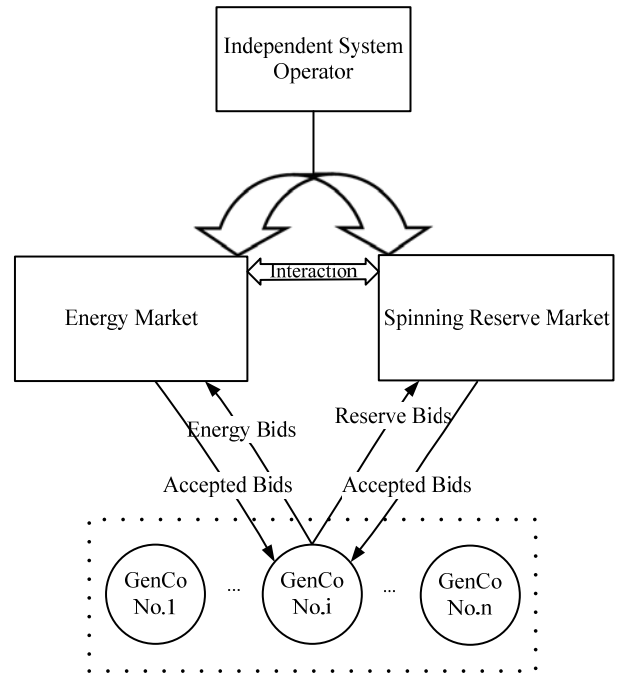 Independent System
Operator
Interaction
Energy Market
Spinning Reserve Market
Energy Bids
Reserve Bids
Accepted Bids
Accepted Bids
GenCo
No.1
...
GenCo
No.i
...
GenCo
No.n